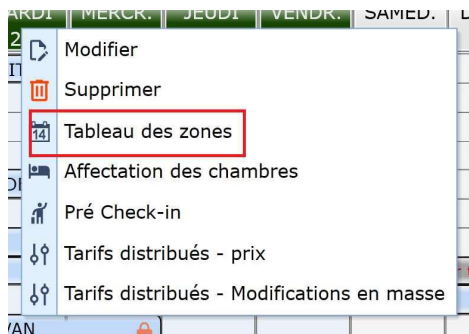 MERCR. JEUDI VENDR. SAMED.
Modifier
Supprimer
14 Tableau des zones
Affectation des chambres
Pré Check-in
Tarifs distribués - prix
Tarifs distribués - Modifications en masse